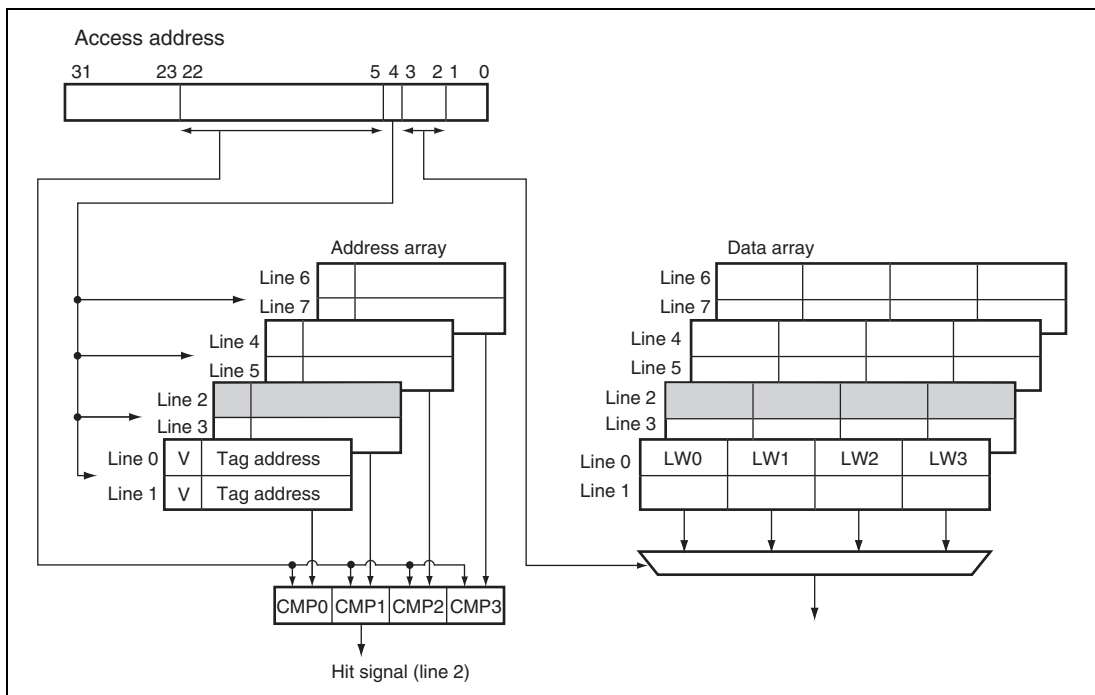 Access address
31 23 22 5 4 3 2 1 0
Address array
Line 6
Line 7
Line 4
Line 5
Line 2
Line 3
Line 0 V Tag address
Line 1 V Tag address
CMP0 CMP1 CMP2 CMP3
Hit signal (line 2)
Data array
Line 6
Line 7
Line 4
Line 5
Line 2
Line 3
Line 0 LW0 LW1 LW2 LW3
Line 1